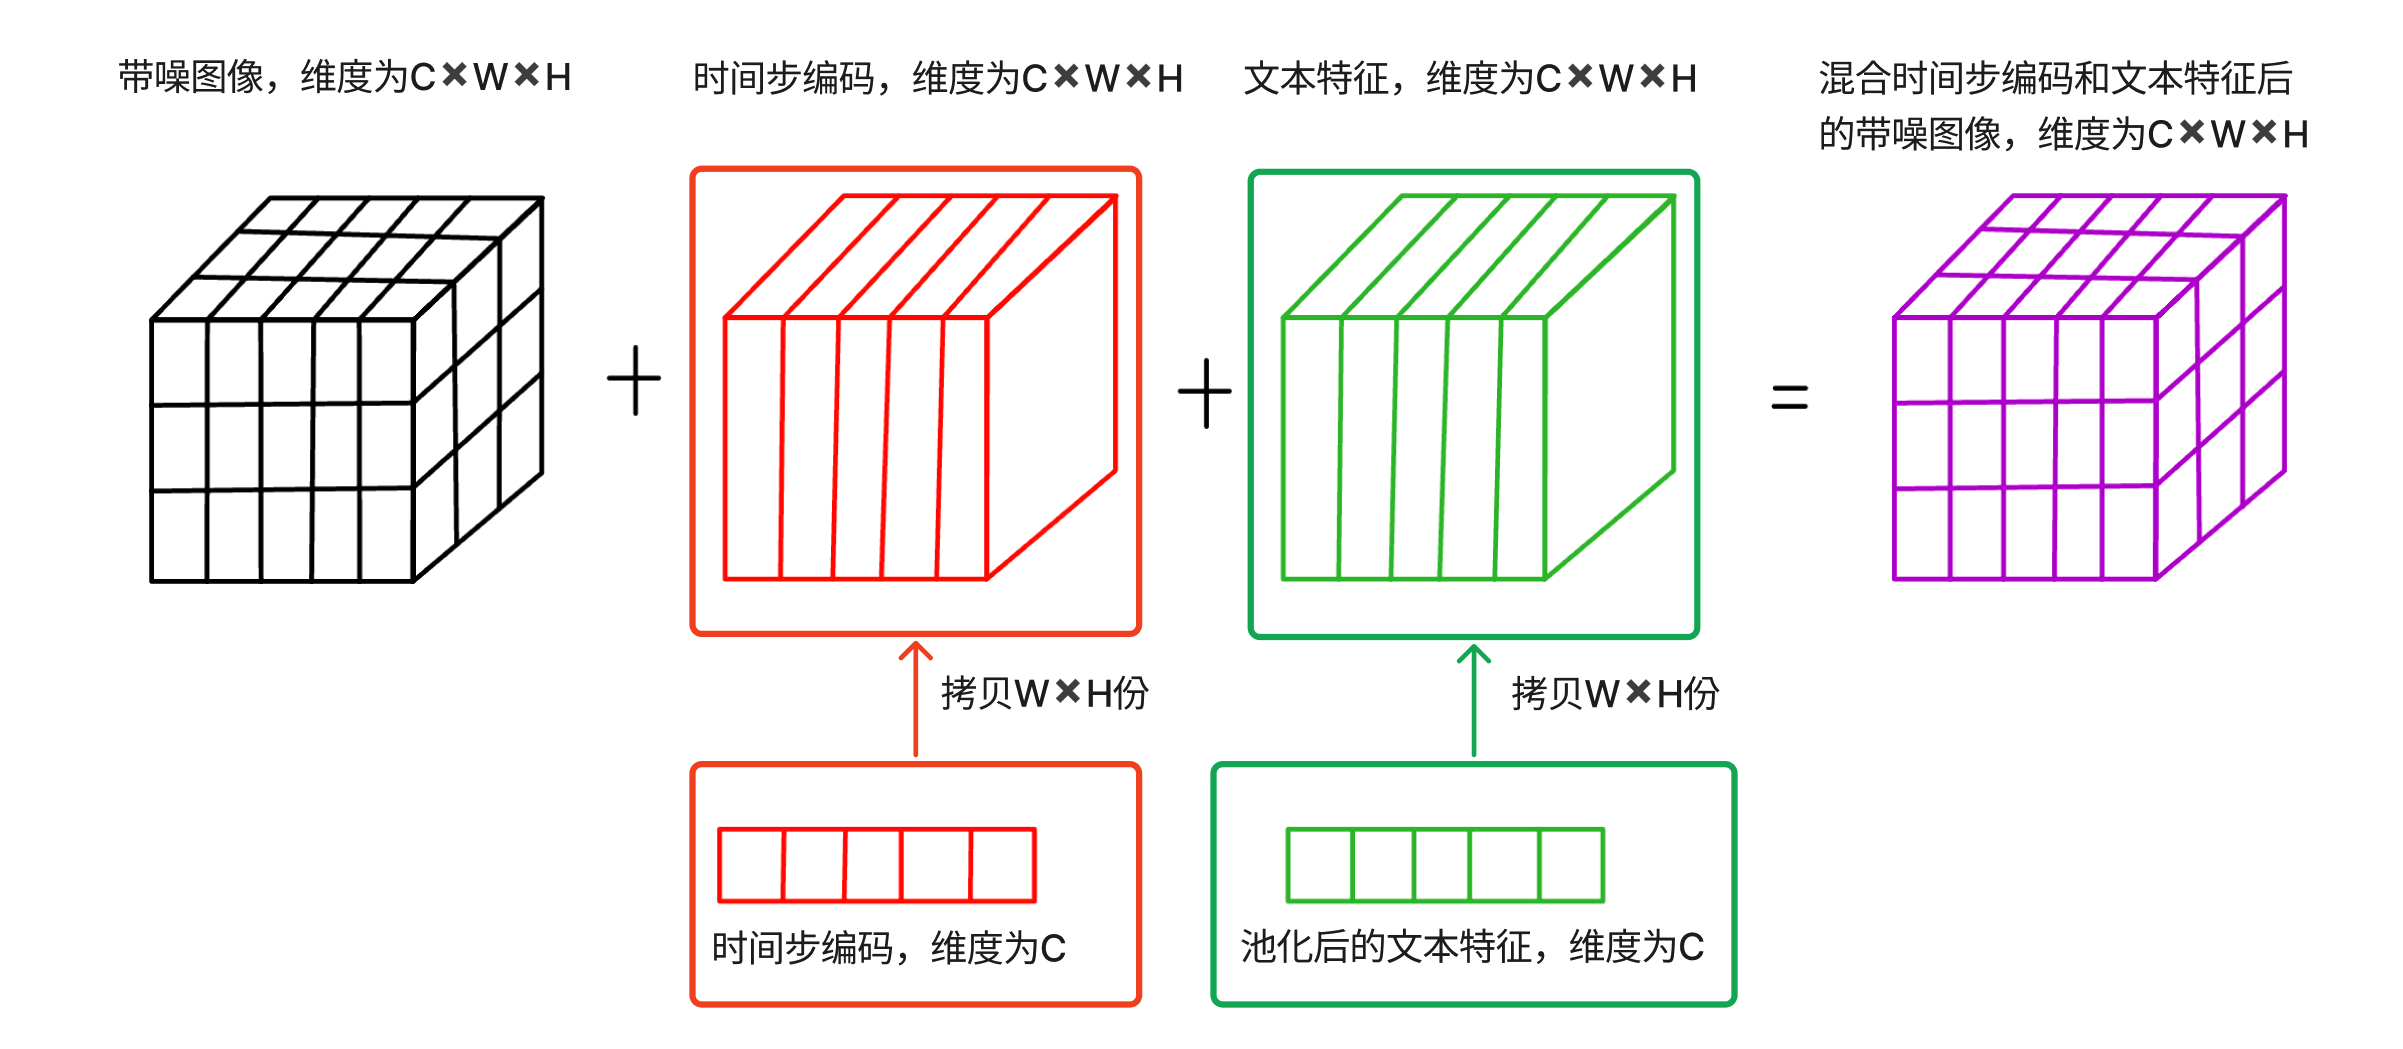 带噪图像，维度为C✖W✖H
时间步编码，维度为C✖W✖H
文本特征，维度为C✖W✖H
混合时间步编码和文本特征后
的带噪图像，维度为C✖W✖H
拷贝W✖H份
拷贝W✖H份
时间步编码，维度为C
池化后的文本特征，维度为C